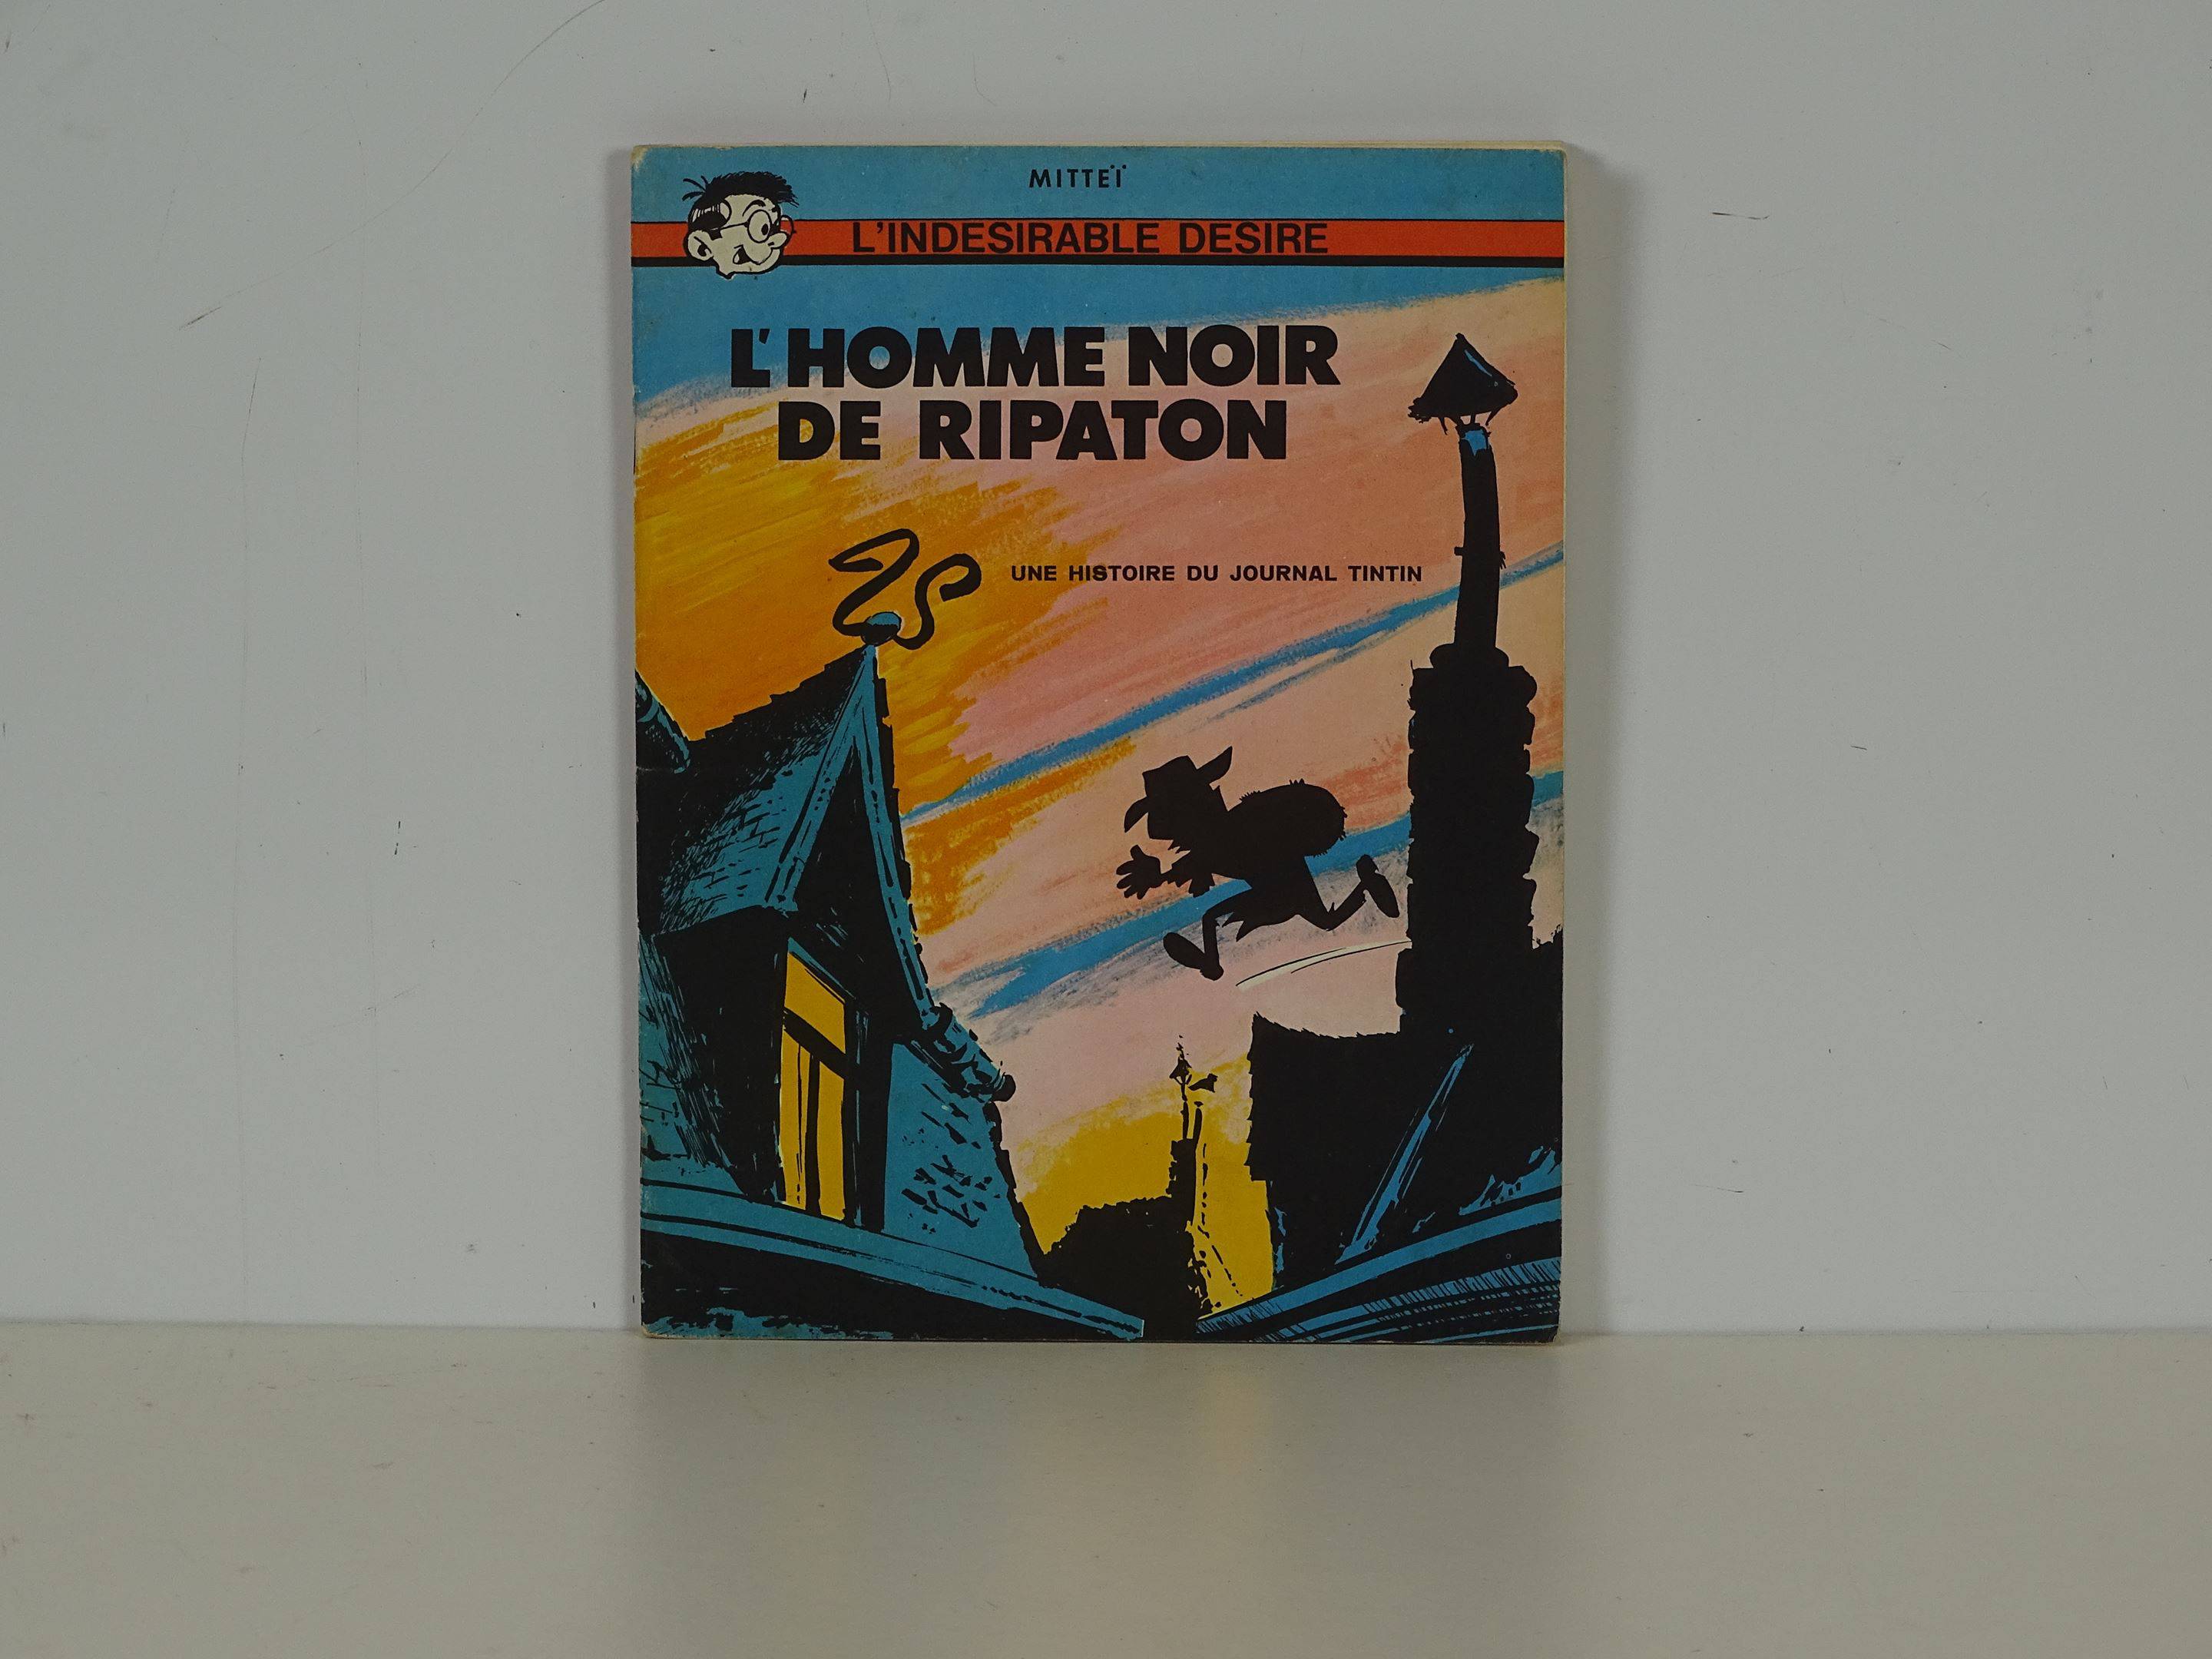 MITTEÏ
L'INDESIRABLE DESIRE
L'HOMME NOIR
DE RIPATON
UNE HISTOIRE DU JOURNAL TINTIN